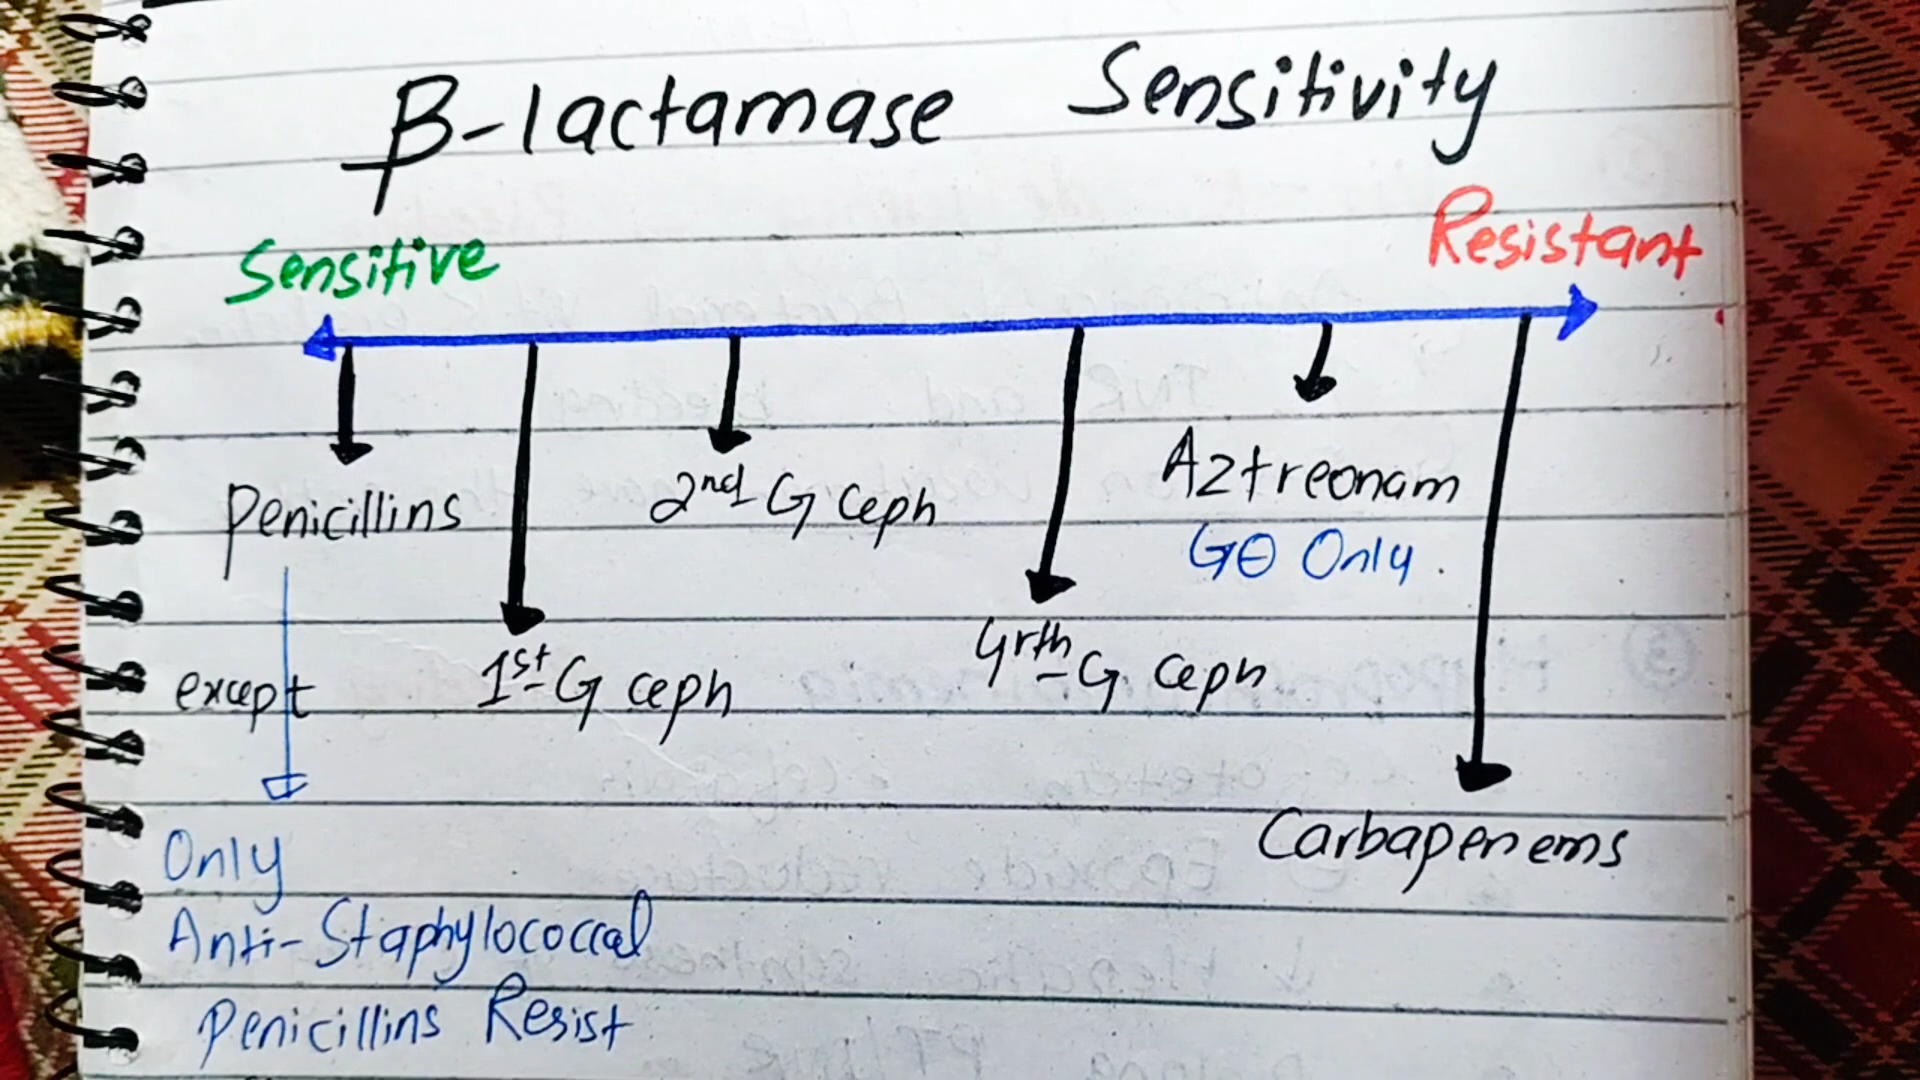 β-lactamase Sensitivity
Sensitive
Resistant
Penicillins
2nd G Ceph
Aztreonam
G⊖ Only.
except
1st G ceph
4rth G Ceph
Carbapenems
Only
Anti-Staphylococcal
Penicillins Resist